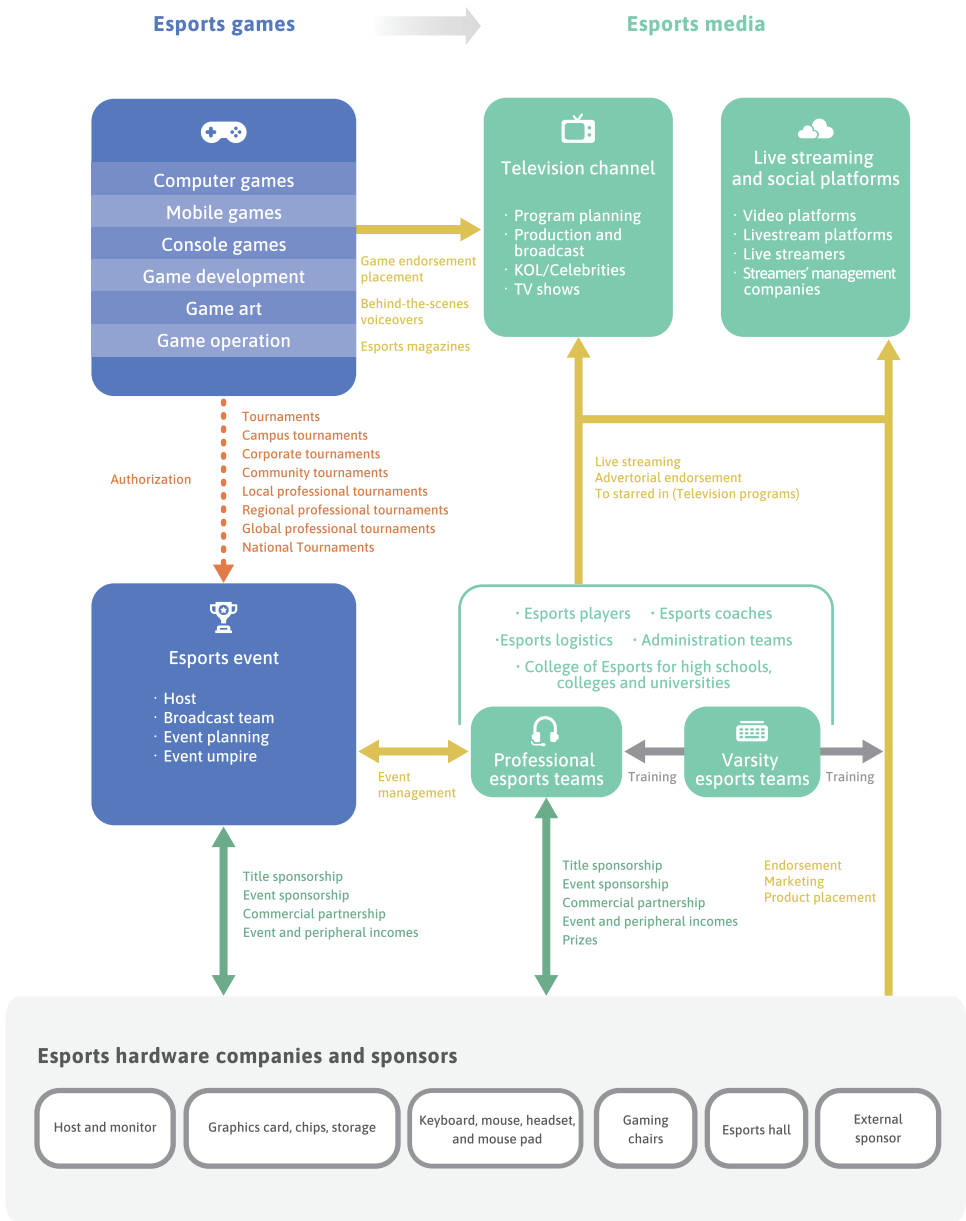 Esports games
Esports media
Computer games
Mobile games
Console games
Game development
Game art
Game operation
Game endorsement
placement
Behind-the-scenes
voiceovers
Esports magazines
Television channel
· Program planning
· Production and
broadcast
· KOL/Celebrities
· TV shows
Live streaming
and social platforms
· Video platforms
· Livestream platforms
· Live streamers
· Streamers' management
companies
Authorization
Tournaments
Campus tournaments
Corporate tournaments
Community tournaments
Local professional tournaments
Regional professional tournaments
Global professional tournaments
National Tournaments
Live streaming
Advertorial endorsement
To starred in (Television programs)
Esports event
· Host
· Broadcast team
· Event planning
· Event umpire
· Esports players · Esports coaches
·Esports logistics · Administration teams
· College of Esports for high schools,
colleges and universities
Event
management
Professional
esports teams
Training
Varsity
esports teams
Training
Title sponsorship
Event sponsorship
Commercial partnership
Event and peripheral incomes
Title sponsorship
Event sponsorship
Commercial partnership
Event and peripheral incomes
Prizes
Endorsement
Marketing
Product placement
Esports hardware companies and sponsors
Host and monitor
Graphics card, chips, storage
Keyboard, mouse, headset,
and mouse pad
Gaming
chairs
Esports hall
External
sponsor